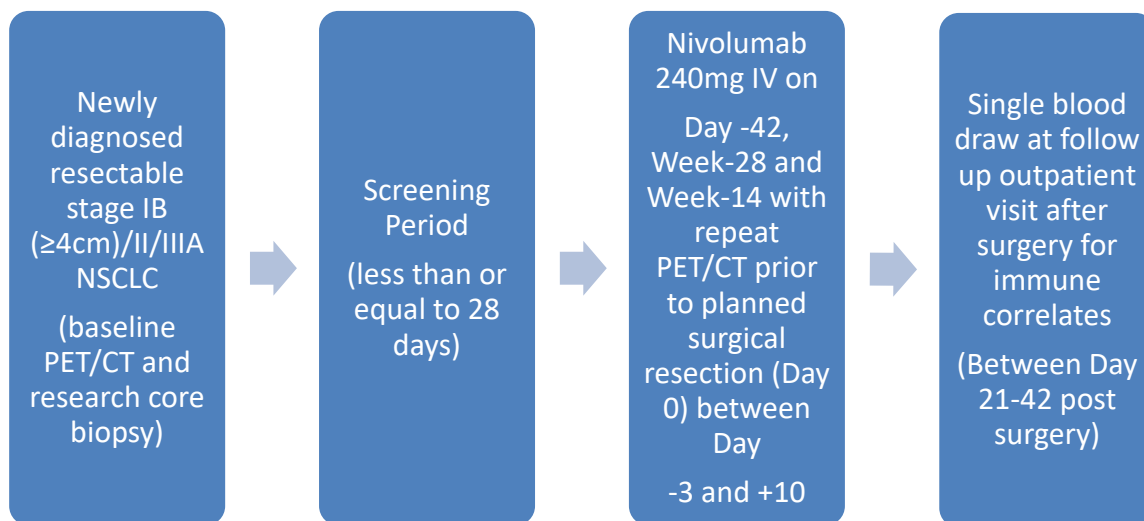 Newly
diagnosed
resectable
stage IB
(≥4cm)/II/IIIA
NSCLC
(baseline
PET/CT and
research core
biopsy)
Screening
Period
(less than or
equal to 28
days)
Nivolumab
240mg IV on
Day -42,
Week-28 and
Week-14 with
repeat
PET/CT prior
to planned
surgical
resection (Day
0) between
Day
-3 and +10
Single blood
draw at follow
up outpatient
visit after
surgery for
immune
correlates
(Between Day
21-42 post
surgery)